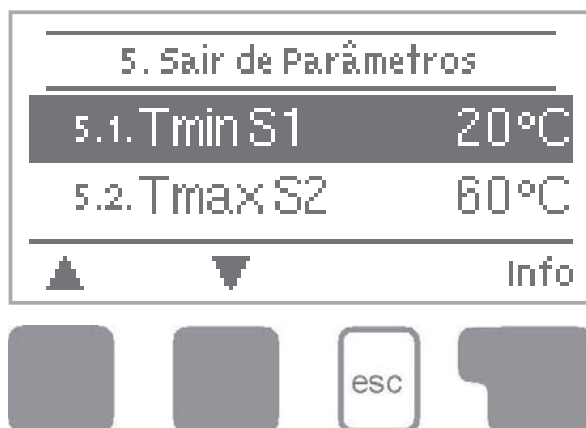 5. Sair de Parâmetros
5.1. Tmin S1 20°C
5.2. Tmax S2 60°C
Info
esc